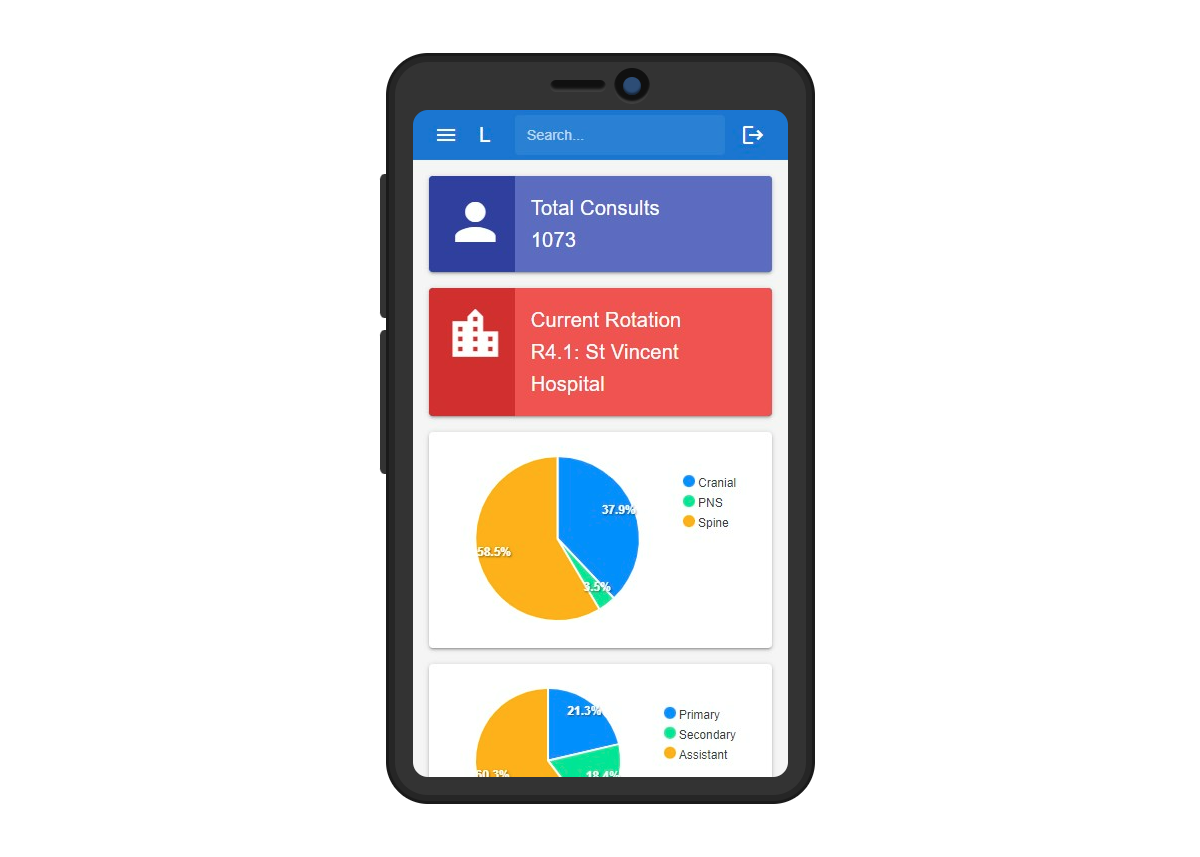 L
Search...
Total Consults
1073
Current Rotation
R4.1: St Vincent
Hospital
37.9%
58.5%
3.5%
Cranial
PNS
Spine
21.3%
60.3%
18.4%
Primary
Secondary
Assistant